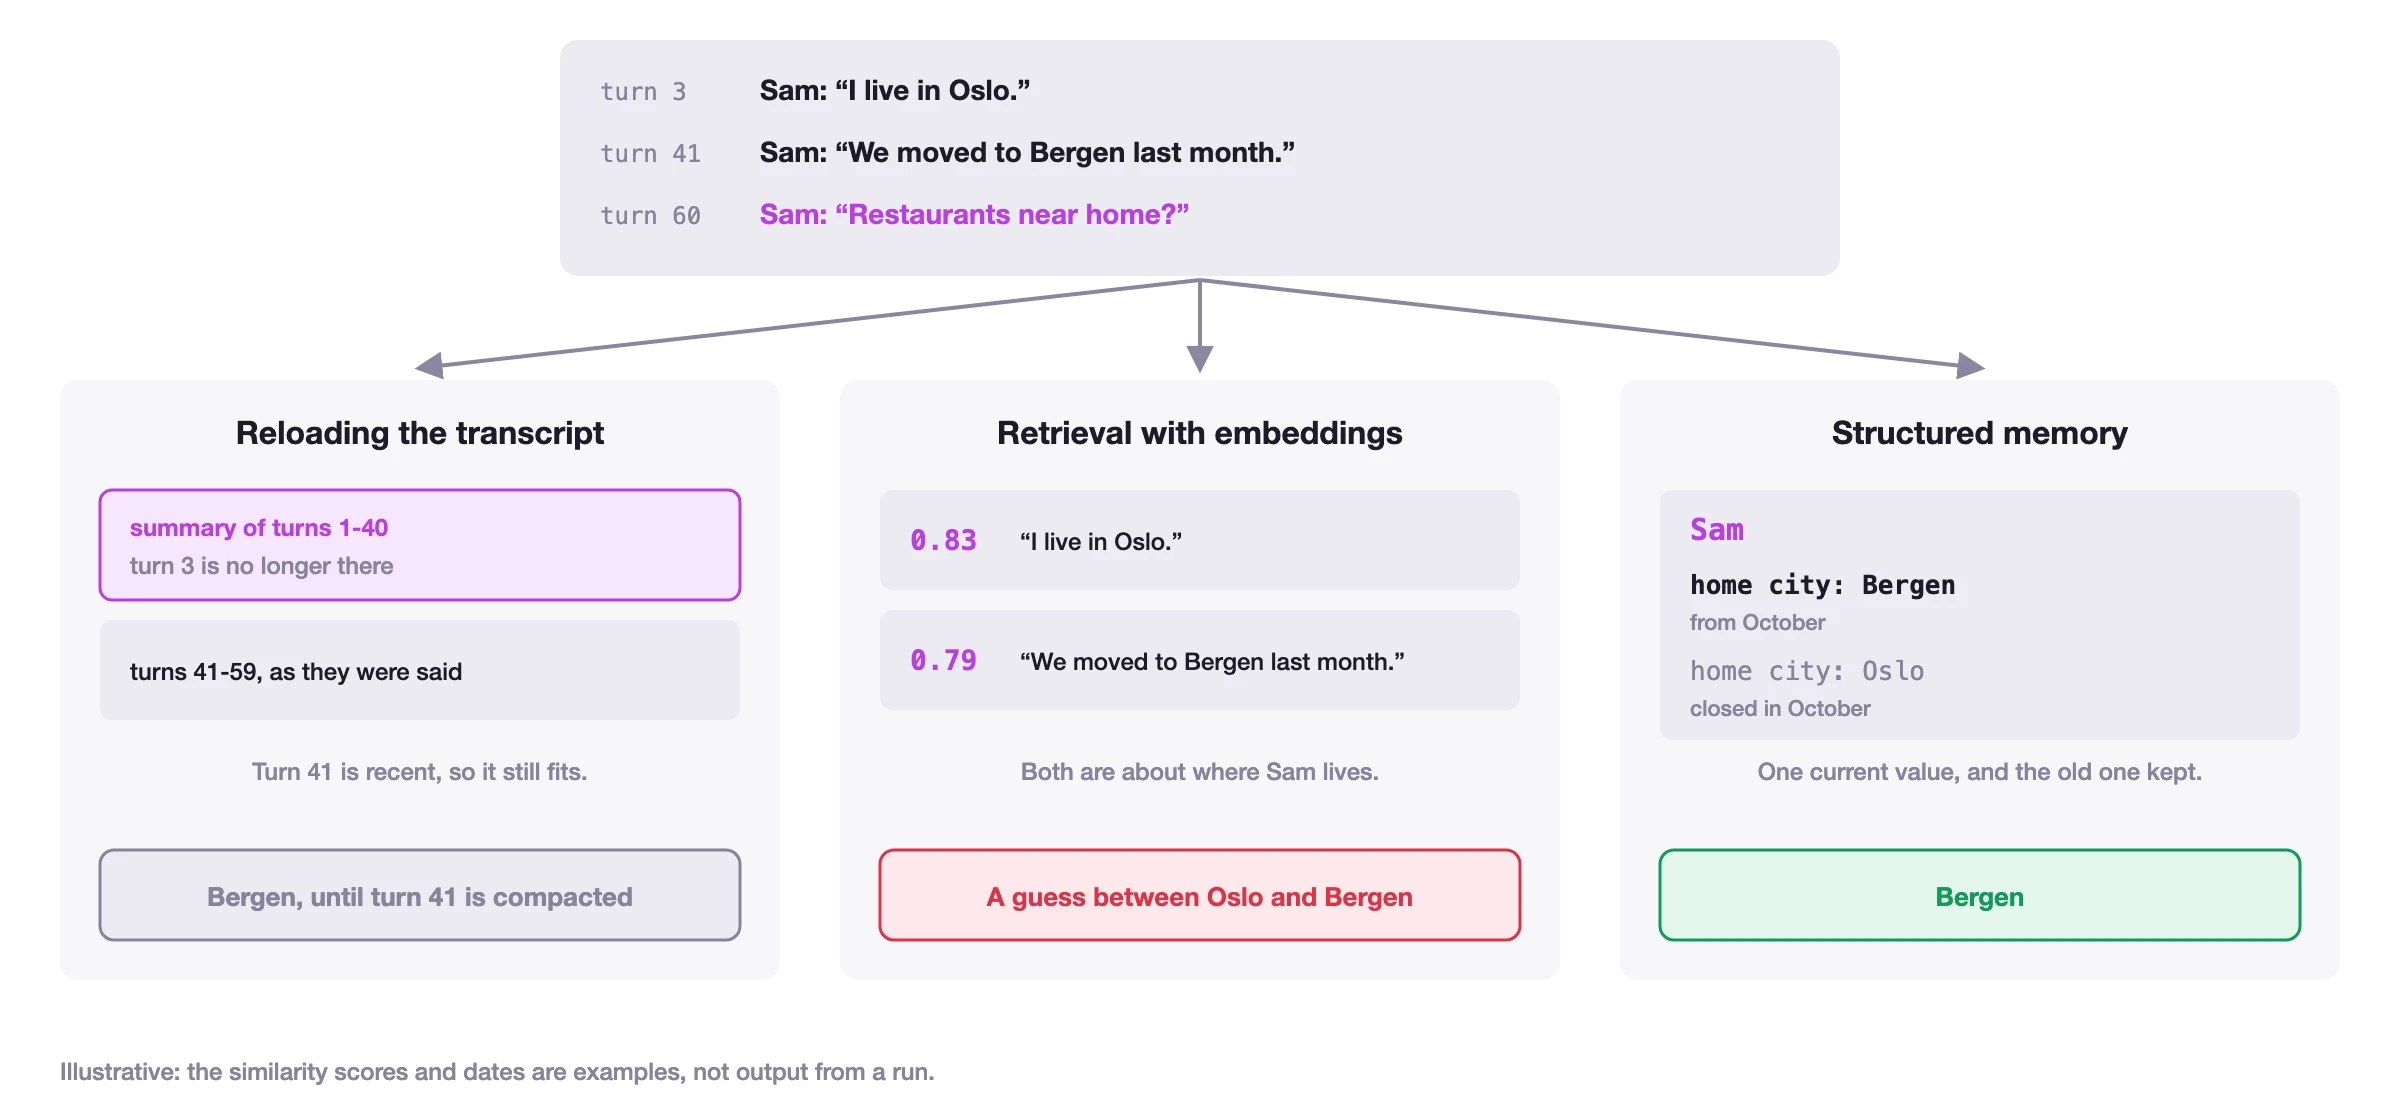 turn 3 Sam: “I live in Oslo.”
turn 41 Sam: “We moved to Bergen last month.”
turn 60 Sam: “Restaurants near home?”
Reloading the transcript
summary of turns 1-40
turn 3 is no longer there
turns 41-59, as they were said
Turn 41 is recent, so it still fits.
Bergen, until turn 41 is compacted
Retrieval with embeddings
0.83 “I live in Oslo.”
0.79 “We moved to Bergen last month.”
Both are about where Sam lives.
A guess between Oslo and Bergen
Structured memory
Sam
home city: Bergen
from October
home city: Oslo
closed in October
One current value, and the old one kept.
Bergen
Illustrative: the similarity scores and dates are examples, not output from a run.